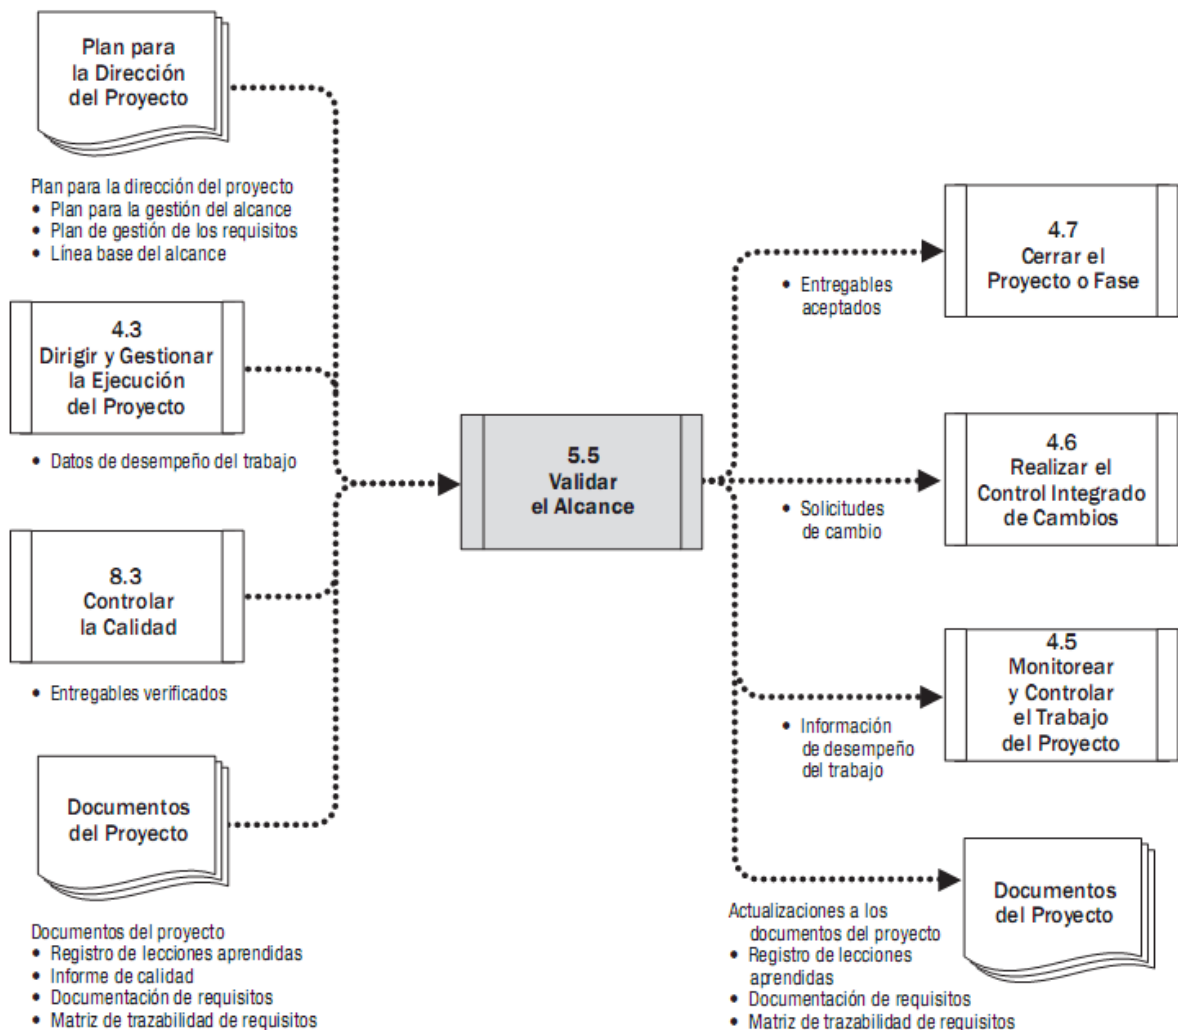 Plan para
la Dirección
del Proyecto
Plan para la dirección del proyecto
• Plan para la gestión del alcance
• Plan de gestión de los requisitos
• Línea base del alcance
4.3
Dirigir y Gestionar
la Ejecución
del Proyecto
• Datos de desempeño del trabajo
8.3
Controlar
la Calidad
• Entregables verificados
Documentos
del Proyecto
Documentos del proyecto
• Registro de lecciones aprendidas
• Informe de calidad
• Documentación de requisitos
• Matriz de trazabilidad de requisitos
5.5
Validar
el Alcance
4.7
Cerrar el
Proyecto o Fase
• Entregables
aceptados
4.6
Realizar el
Control Integrado
de Cambios
• Solicitudes
de cambio
4.5
Monitorear
y Controlar
el Trabajo
del Proyecto
• Información
de desempeño
del trabajo
Documentos
del Proyecto
Actualizaciones a los
documentos del proyecto
• Registro de lecciones
aprendidas
• Documentación de requisitos
• Matriz de trazabilidad de requisitos